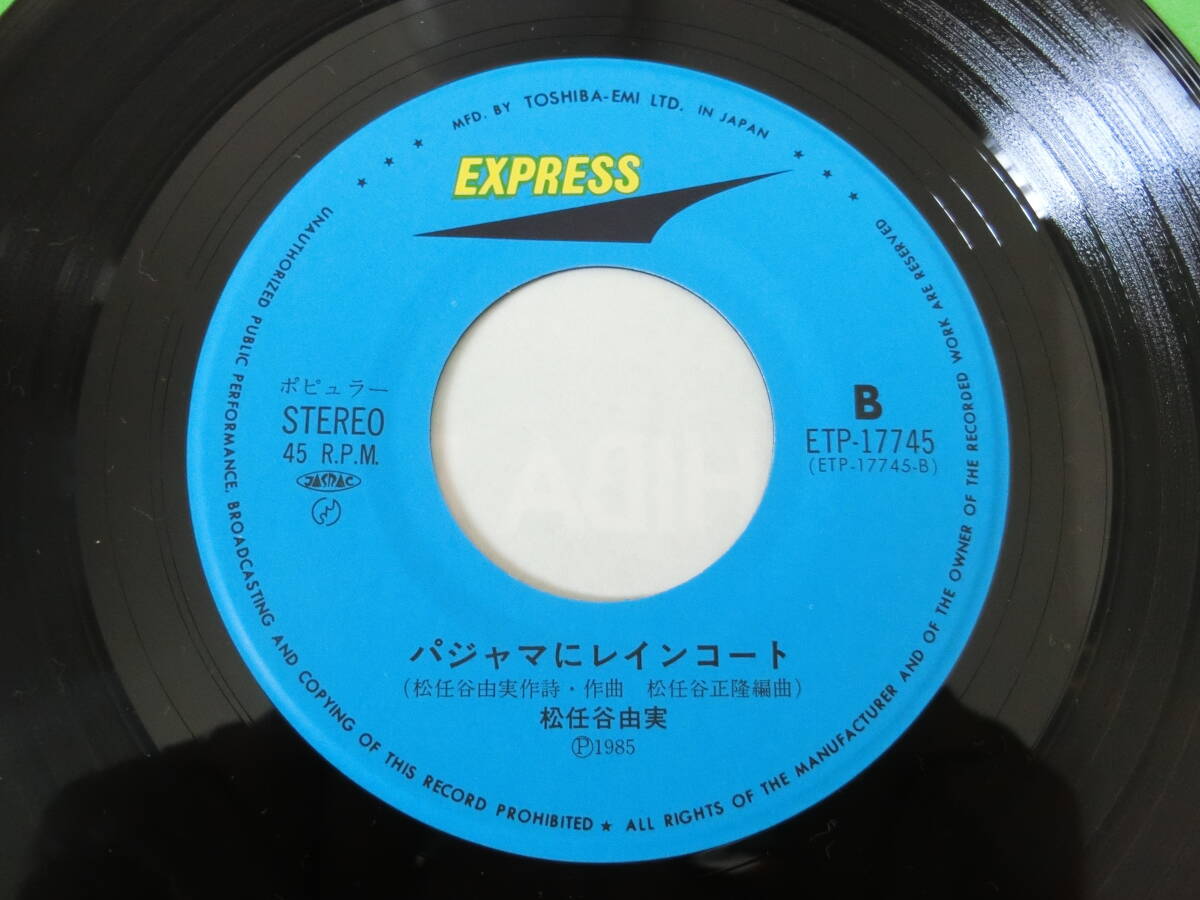 MFD. BY TOSHIBA-EMI LTD. IN JAPAN
EXPRESS
ポピュラー
STEREO
45 R.P.M.
JASRAC
B
ETP-17745
(ETP-17745-B)
パジャマにレインコート
(松任谷由実作詩・作曲 松任谷正隆編曲)
松任谷由実
Ⓟ1985
UNAUTHORIZED PUBLIC PERFORMANCE, BROADCASTING AND COPYING OF THIS RECORD PROHIBITED ★ ALL RIGHTS OF THE MANUFACTURER AND OF THE OWNER OF THE RECORDED WORK ARE RESERVED